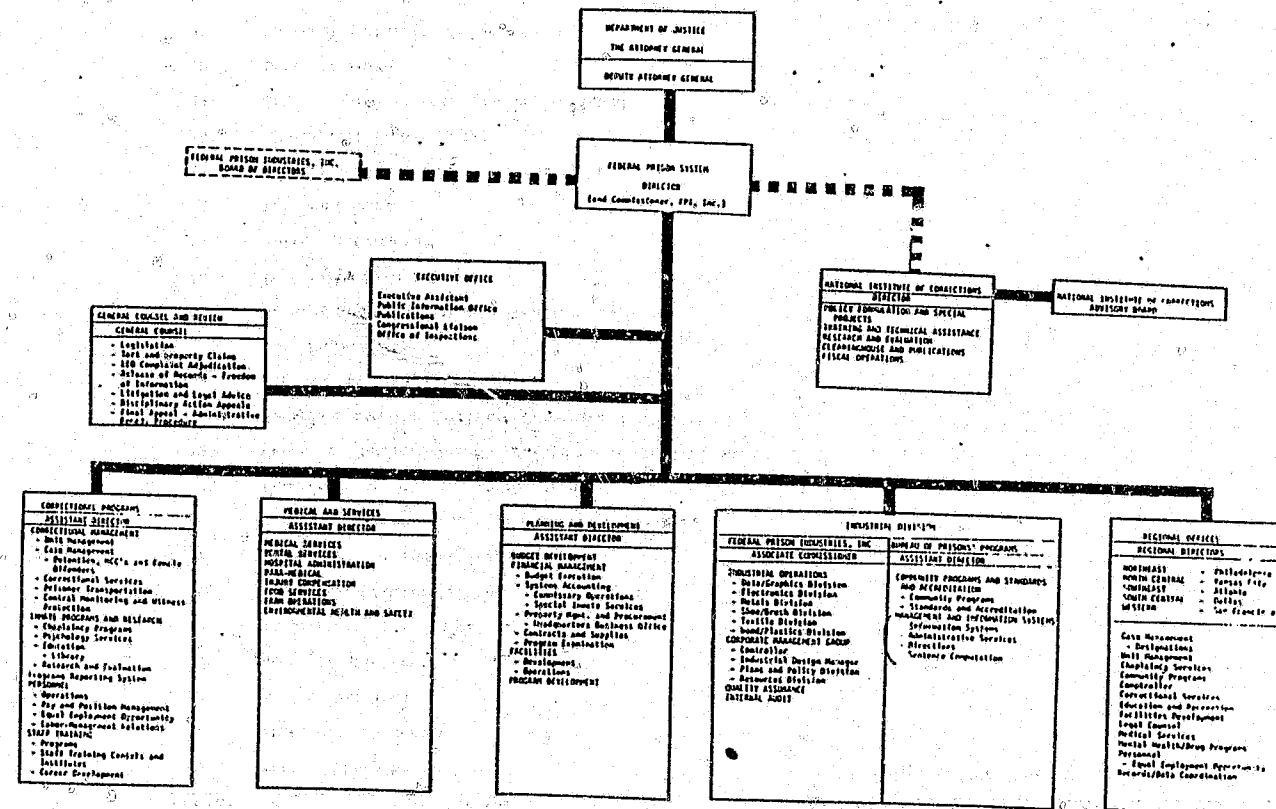 DEPARTMENT OF JUSTICE
THE ATTORNEY GENERAL
DEPUTY ATTORNEY GENERAL
FEDERAL PRISON INDUSTRIES, INC.
BOARD OF DIRECTORS
FEDERAL PRISON SYSTEM
DIRECTOR
(and Commissioner, FPI, Inc.)
EXECUTIVE OFFICE
Executive Assistant
Public Information Office
Publications
Congressional Liaison
Office of Inspections
NATIONAL INSTITUTE OF CORRECTIONS
DIRECTOR
POLICY FORMULATION AND SPECIAL
PROJECTS
TRAINING AND TECHNICAL ASSISTANCE
RESEARCH AND EVALUATION
CLEARINGHOUSE AND PUBLICATIONS
FISCAL OPERATIONS
NATIONAL INSTITUTE OF CORRECTIONS
ADVISORY BOARD
GENERAL COUNSEL AND REVIEW
GENERAL COUNSEL
- Legislation
- Tort and Property Claims
- EEO Complaint Adjudication
- Release of Records - Freedom
of Information
- Litigation and Legal Advice
- Disciplinary Action Appeals
- Final Appeal - Administrative
Procedure
CORRECTIONAL PROGRAMS
ASSISTANT DIRECTOR
CORRECTIONAL MANAGEMENT
- Unit Management
- Case Management
- Detention, MCC's and Female
Offenders
- Correctional Services
- Prisoner Transportation
- Central Monitoring and Witness
Protection
INMATE PROGRAMS AND RESEARCH
- Chaplaincy Programs
- Psychology Services
- Education
- Library
- Research and Evaluation
Programs Reporting System
PERSONNEL
- Operations
- Pay and Position Management
- Equal Employment Opportunity
- Labor-Management Relations
STAFF TRAINING
- Programs
- Staff Training Centers and
Institutes
- Career Development
MEDICAL AND SERVICES
ASSISTANT DIRECTOR
MEDICAL SERVICES
DENTAL SERVICES
HOSPITAL ADMINISTRATION
PARA-MEDICAL
INJURY COMPENSATION
FOOD SERVICES
FARM OPERATIONS
ENVIRONMENTAL HEALTH AND SAFETY
PLANNING AND DEVELOPMENT
ASSISTANT DIRECTOR
BUDGET DEVELOPMENT
FINANCIAL MANAGEMENT
- Budget Execution
- Systems Accounting
- Commissary Operations
- Special Inmate Services
- Property Mgmt. and Procurement
- Headquarters Business Office
- Contracts and Supplies
- Program Examination
FACILITIES
- Development
- Operations
PROGRAM DEVELOPMENT
INDUSTRIAL DIVISION
FEDERAL PRISON INDUSTRIES, INC
ASSOCIATE COMMISSIONER
INDUSTRIAL OPERATIONS
- Data/Graphics Division
- Electronics Division
- Metals Division
- Shoe/Brush Division
- Textile Division
- Wood/Plastics Division
CORPORATE MANAGEMENT GROUP
- Controller
- Industrial Design Manager
- Plans and Policy Division
- Resources Division
QUALITY ASSURANCE
INTERNAL AUDIT
BUREAU OF PRISONS' PROGRAMS
ASSISTANT DIRECTOR
COMMUNITY PROGRAMS AND STANDARDS
AND ACCREDITATION
- Community Programs
- Standards and Accreditation
MANAGEMENT AND INFORMATION SYSTEMS
- Information Systems
- Administrative Services
- Directives
- Sentence Computation
REGIONAL OFFICES
REGIONAL DIRECTORS
NORTHEAST - Philadelphia
NORTH CENTRAL - Kansas City
SOUTHEAST - Atlanta
SOUTH CENTRAL - Dallas
WESTERN - San Francisco
Case Management
- Designations
Unit Management
Chaplaincy Services
Community Programs
Comptroller
Correctional Services
Education and Recreation
Facilities Development
Legal Counsel
Medical Services
Mental Health/Drug Programs
Personnel
- Equal Employment Opportunity
Records/Data Coordination